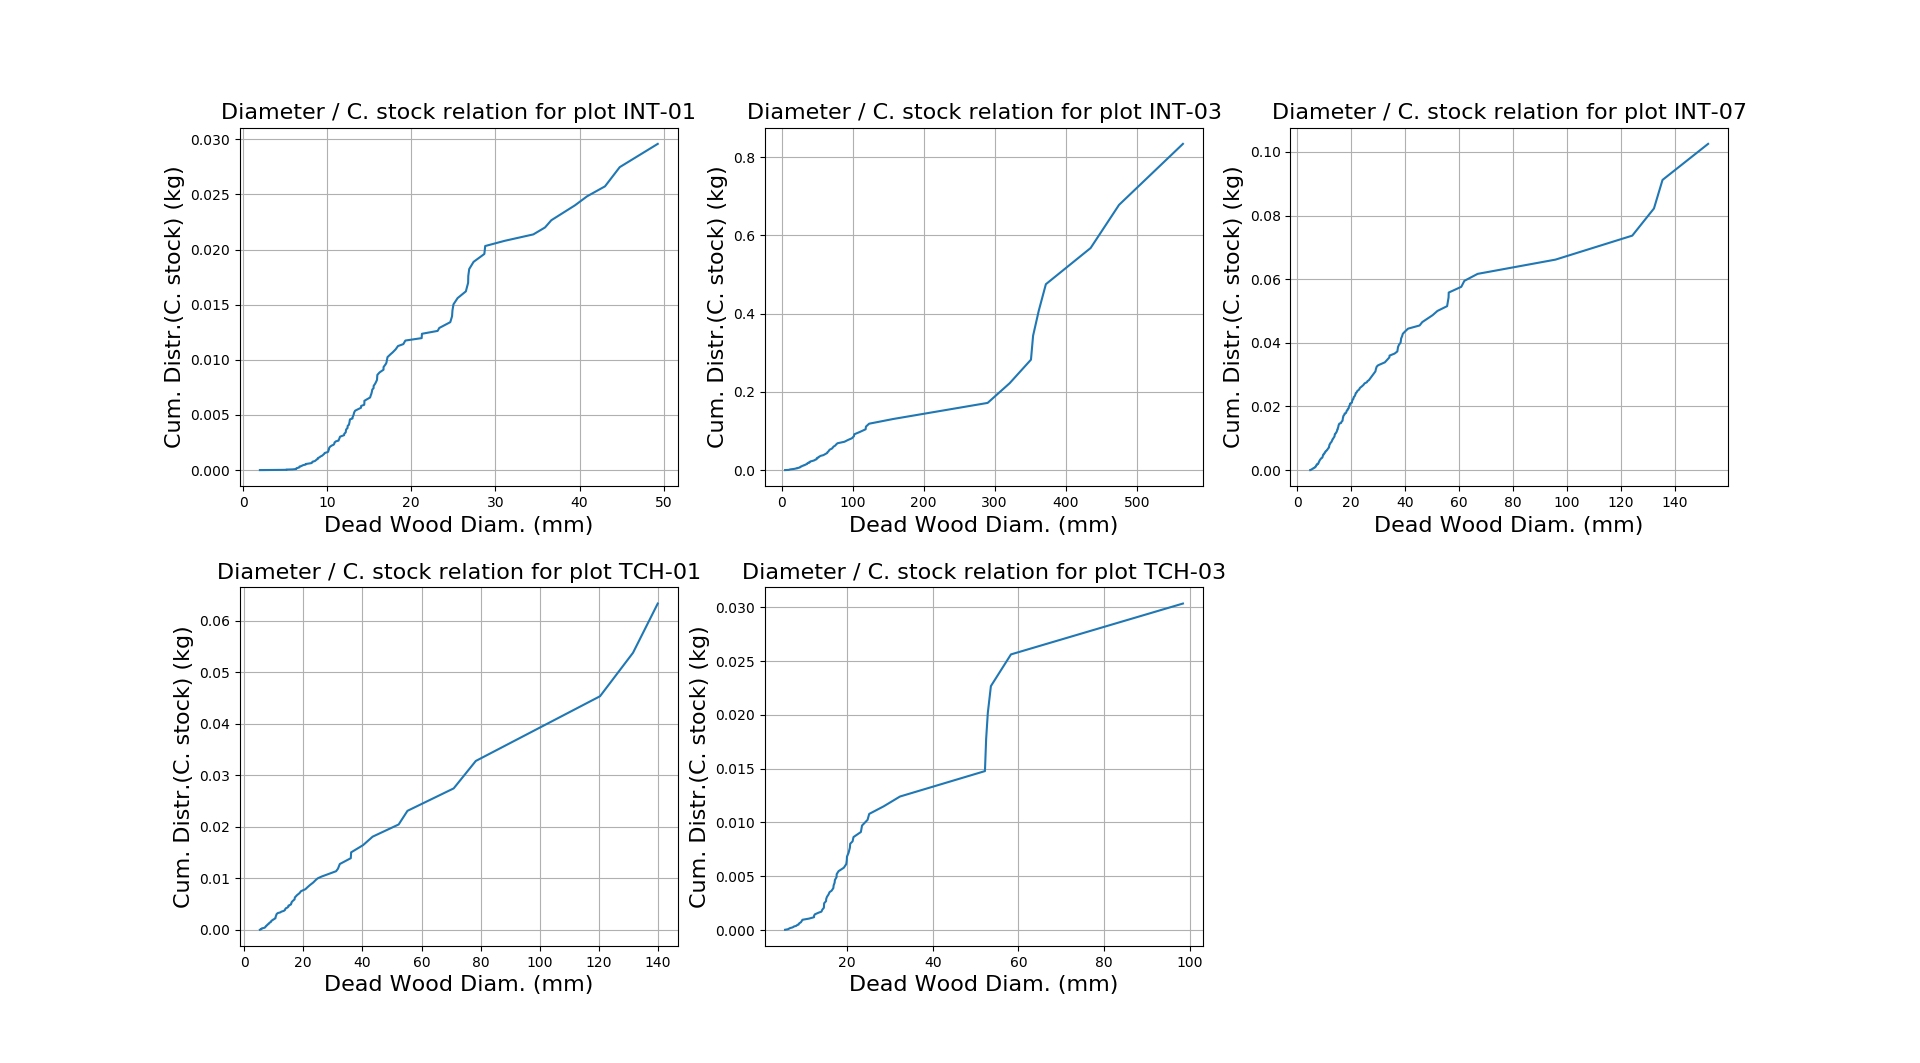 Diameter / C. stock relation for plot INT-01
Cum. Distr.(C. stock) (kg)
0.030
0.025
0.020
0.015
0.010
0.005
0.000
0 10 20 30 40 50
Dead Wood Diam. (mm)
Diameter / C. stock relation for plot INT-03
Cum. Distr.(C. stock) (kg)
0.8
0.6
0.4
0.2
0.0
0 100 200 300 400 500
Dead Wood Diam. (mm)
Diameter / C. stock relation for plot INT-07
Cum. Distr.(C. stock) (kg)
0.10
0.08
0.06
0.04
0.02
0.00
0 20 40 60 80 100 120 140
Dead Wood Diam. (mm)
Diameter / C. stock relation for plot TCH-01
Cum. Distr.(C. stock) (kg)
0.06
0.05
0.04
0.03
0.02
0.01
0.00
0 20 40 60 80 100 120 140
Dead Wood Diam. (mm)
Diameter / C. stock relation for plot TCH-03
Cum. Distr.(C. stock) (kg)
0.030
0.025
0.020
0.015
0.010
0.005
0.000
20 40 60 80 100
Dead Wood Diam. (mm)